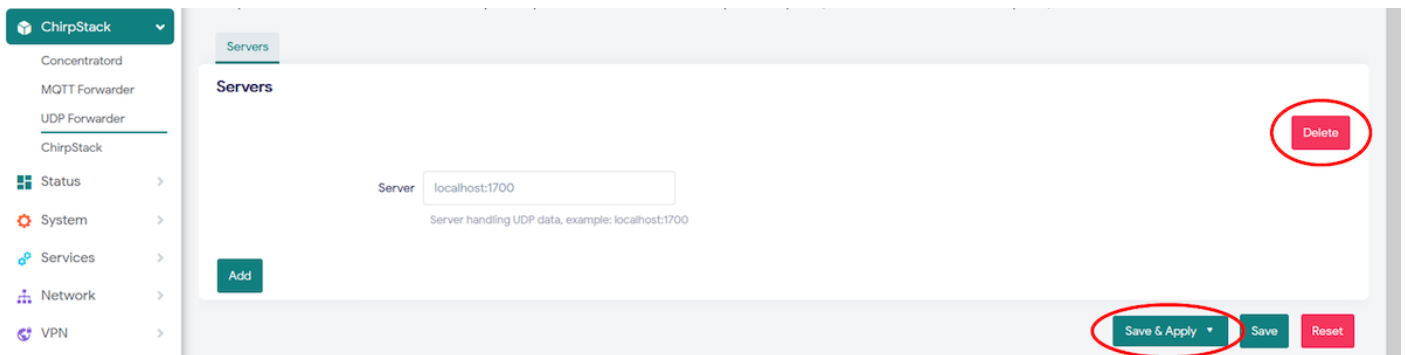 ChirpStack
Concentratord
MQTT Forwarder
UDP Forwarder
ChirpStack
Status
System
Services
Network
VPN
Servers
Servers
Delete
Server localhost:1700
Server handling UDP data, example: localhost:1700
Add
Save & Apply Save Reset